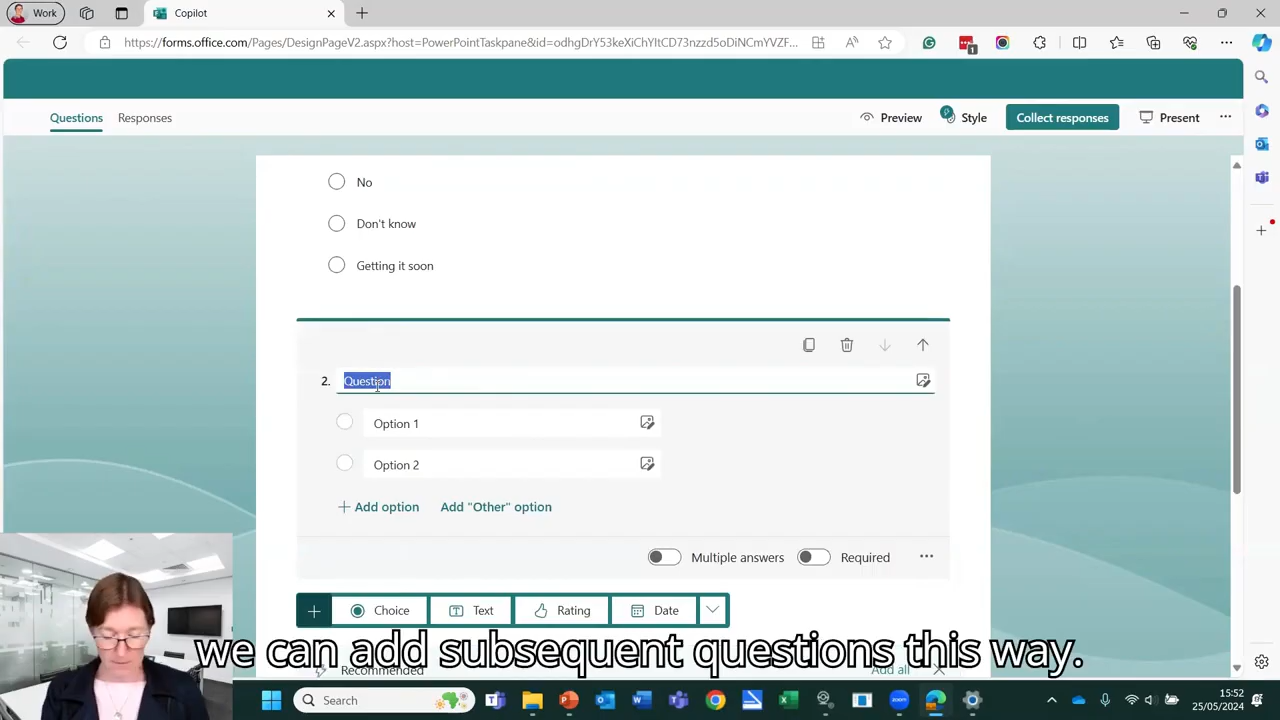 Work
Copilot
https://forms.office.com/Pages/DesignPageV2.aspx?host=PowerPointTaskpane&id=odhgDrY53keXiChYItCD73nzzd5oDiNCmYVZF...
1
Questions
Responses
Preview
Style
Collect responses
Present
No
Don't know
Getting it soon
2. Question
Option 1
Option 2
Add option
Add "Other" option
Multiple answers
Required
Choice
Text
Rating
Date
we can add subsequent questions this way.
Recommended
Add all
Search
15:52
25/05/2024